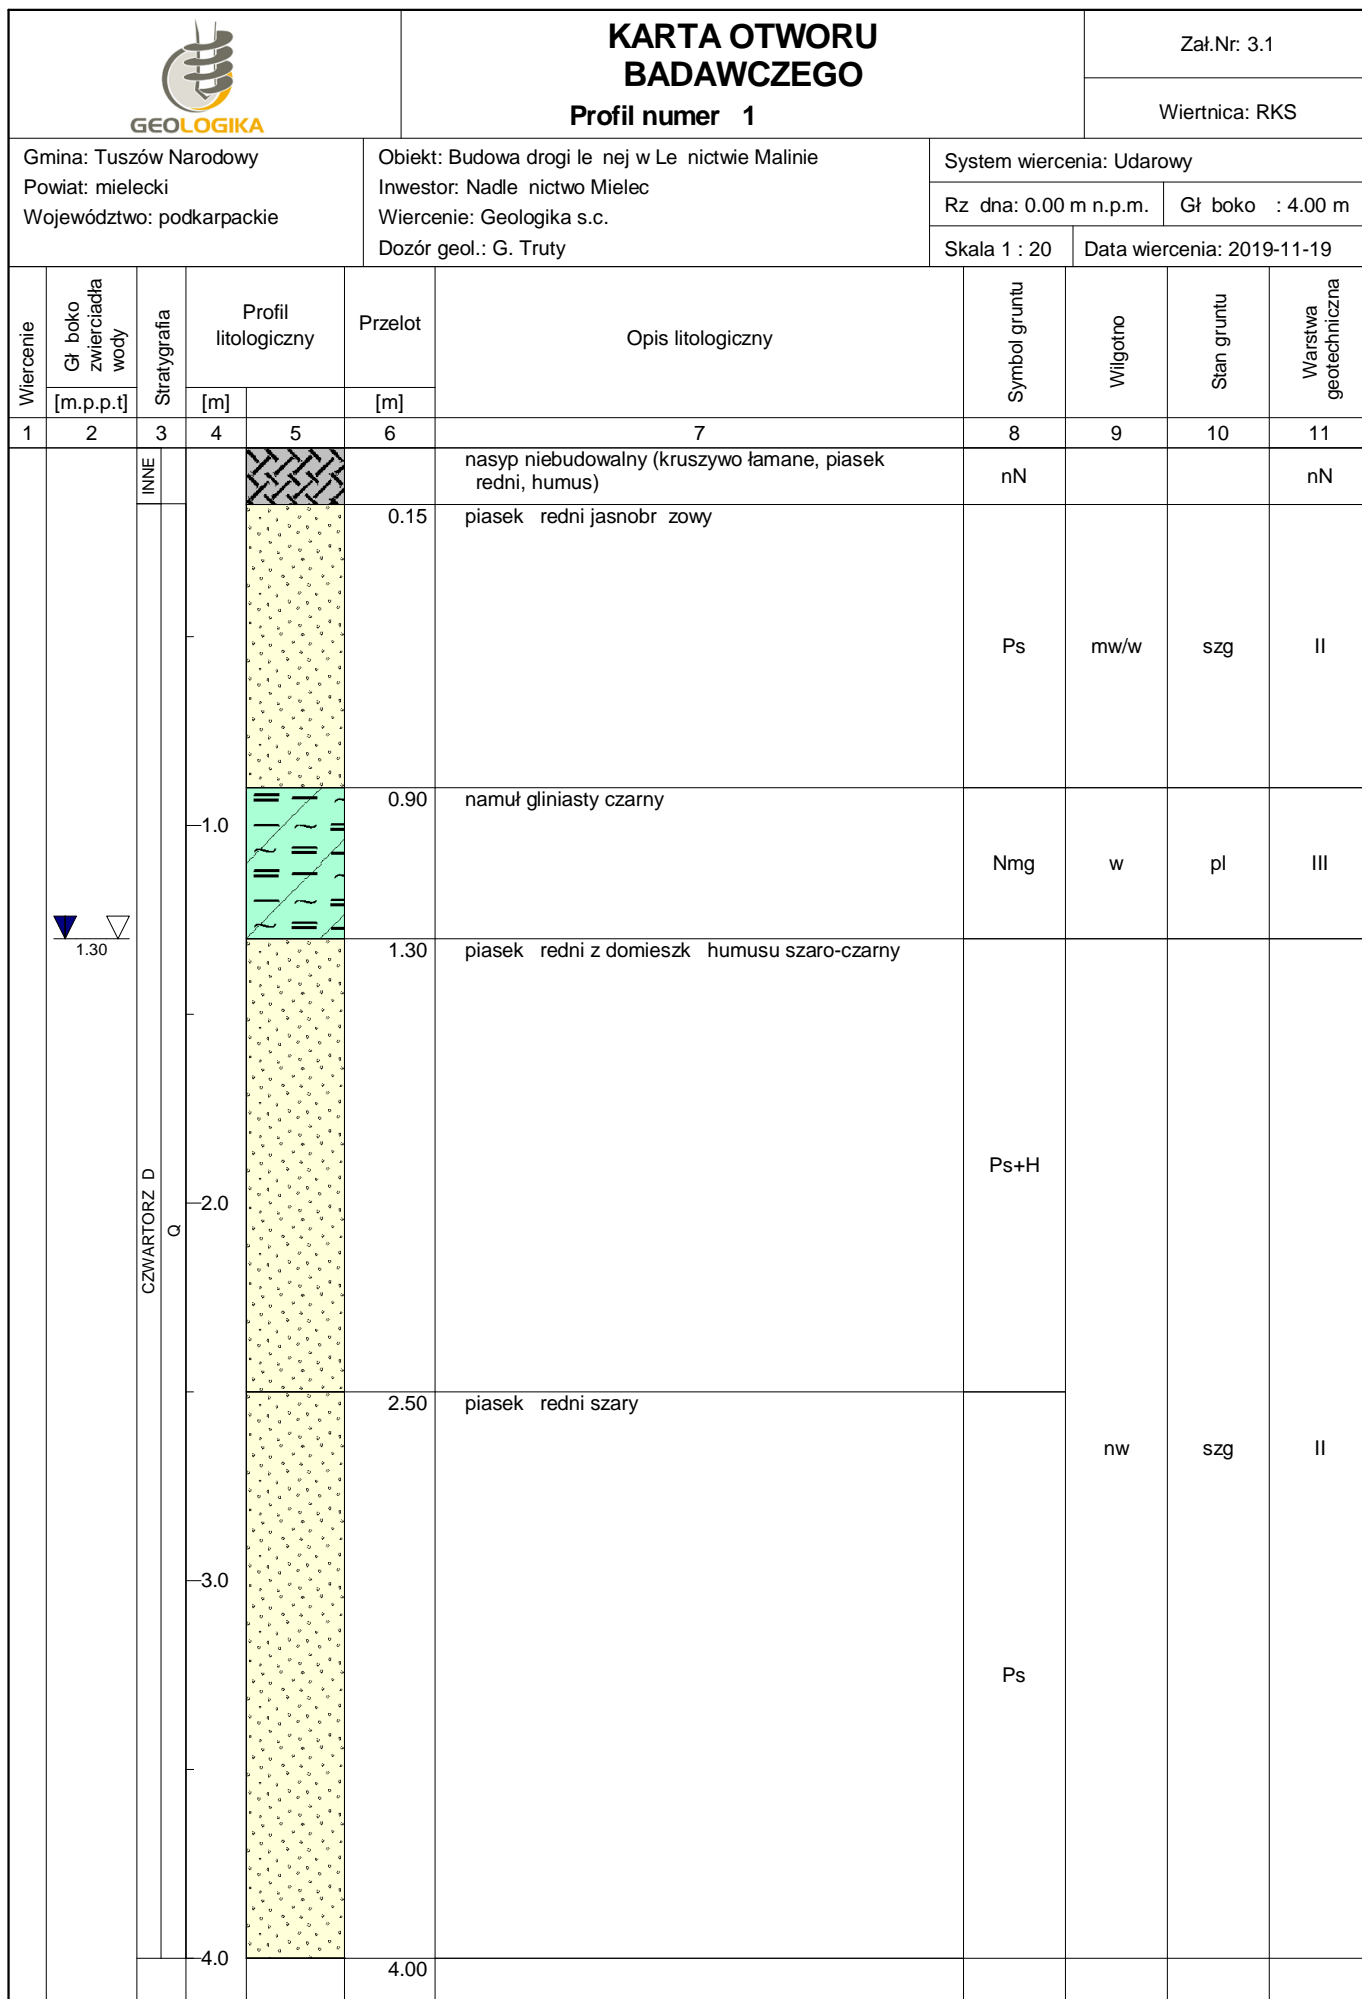 GEOLOGIKA
KARTA OTWORU
BADAWCZEGO
Profil numer 1
Zał.Nr: 3.1
Wiertnica: RKS
Gmina: Tuszów Narodowy
Powiat: mielecki
Województwo: podkarpackie
Obiekt: Budowa drogi le nej w Le nictwie Malinie
Inwestor: Nadle nictwo Mielec
Wiercenie: Geologika s.c.
Dozór geol.: G. Truty
System wiercenia: Udarowy
Rz dna: 0.00 m n.p.m.
Gł boko : 4.00 m
Skala 1 : 20
Data wiercenia: 2019-11-19
Wiercenie
Gł boko
zwierciadła
wody
[m.p.p.t]
Stratygrafia
Profil
litologiczny
[m]
Przelot
[m]
Opis litologiczny
Symbol gruntu
Wilgotno
Stan gruntu
Warstwa
geotechniczna
1 2 3 4 5 6 7 8 9 10 11
INNE
nasyp niebudowalny (kruszywo łamane, piasek
redni, humus)
nN
nN
0.15 piasek redni jasnobr zowy
Ps mw/w szg II
0.90 namuł gliniasty czarny
1.0
Nmg w pl III
1.30
1.30 piasek redni z domieszk humusu szaro-czarny
Ps+H
CZWARTORZ D
Q
2.0
2.50 piasek redni szary
nw szg II
3.0
Ps
4.0
4.00